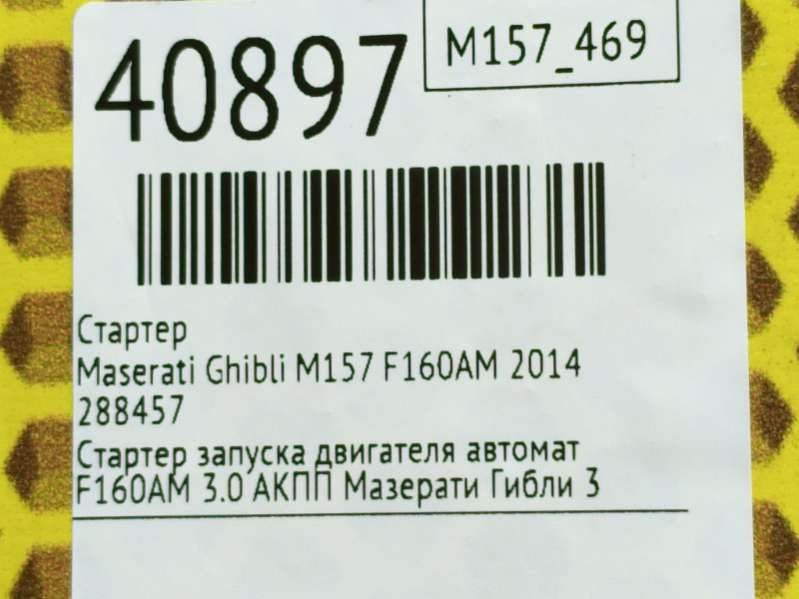 40897
M157_469
Стартер
Maserati Ghibli M157 F160AM 2014
288457
Стартер запуска двигателя автомат
F160AM 3.0 АКПП Мазерати Гибли 3